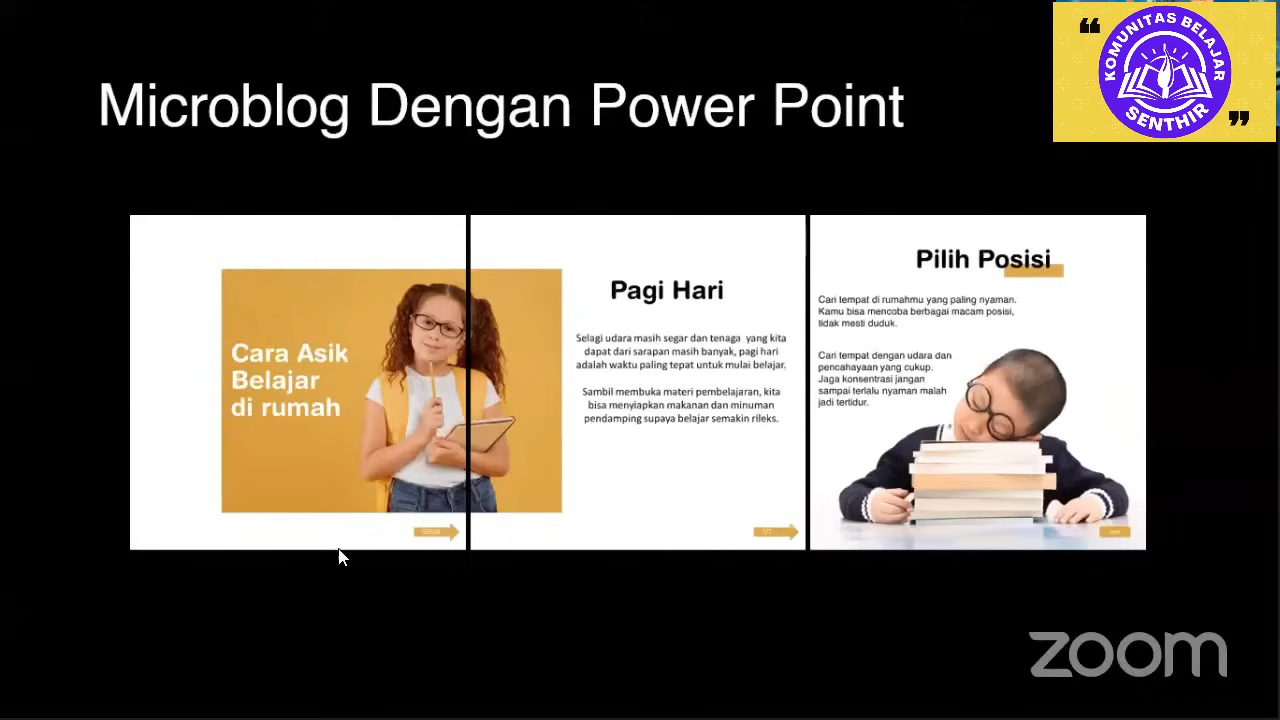 Microblog Dengan Power Point
KOMUNITAS BELAJAR
SENTHIR
Cara Asik
Belajar
di rumah
Pagi Hari
Selagi udara masih segar dan tenaga yang kita
dapat dari sarapan masih banyak, pagi hari
adalah waktu paling tepat untuk mulai belajar.
Sambil membuka materi pembelajaran, kita
bisa menyiapkan makanan dan minuman
pendamping supaya belajar semakin rileks.
Pilih Posisi
Cari tempat di rumahmu yang paling nyaman.
Kamu bisa mencoba berbagai macam posisi,
tidak mesti duduk.
Cari tempat dengan udara dan
pencahayaan yang cukup.
Jaga konsentrasi jangan
sampai terlalu nyaman malah
jadi tertidur.
zoom